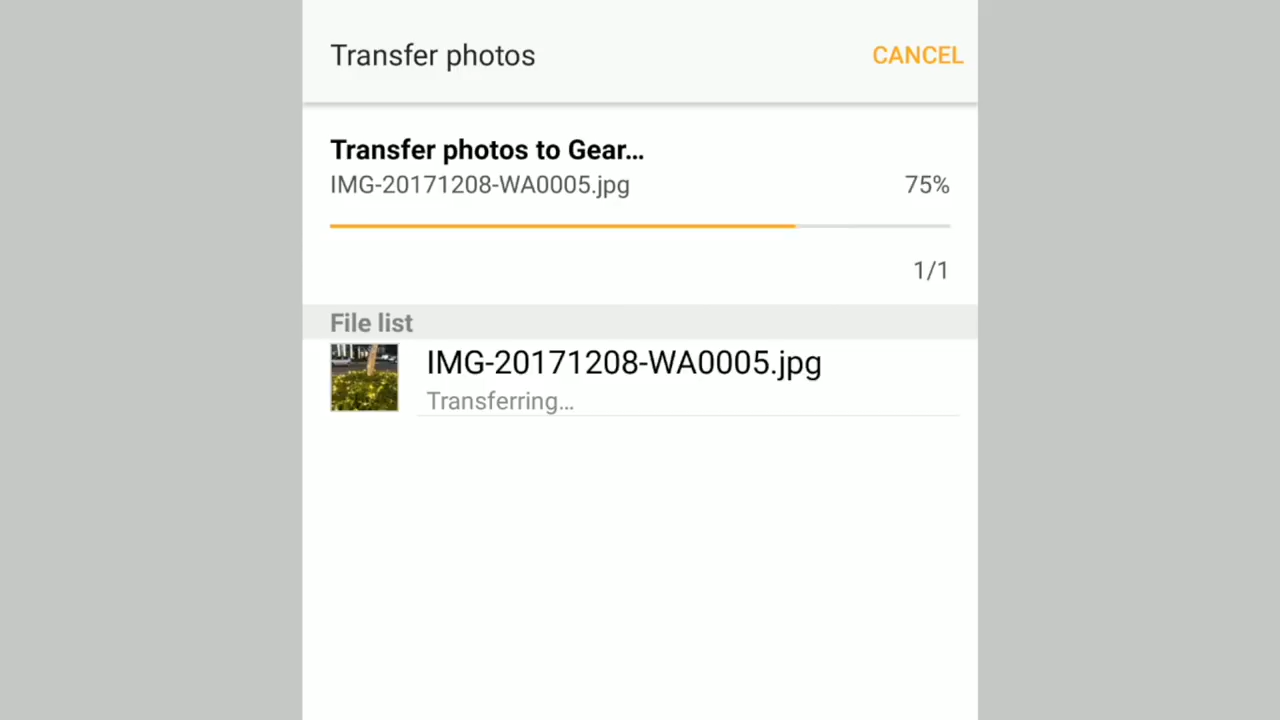 Transfer photos
CANCEL
Transfer photos to Gear...
IMG-20171208-WA0005.jpg
75%
1/1
File list
IMG-20171208-WA0005.jpg
Transferring...